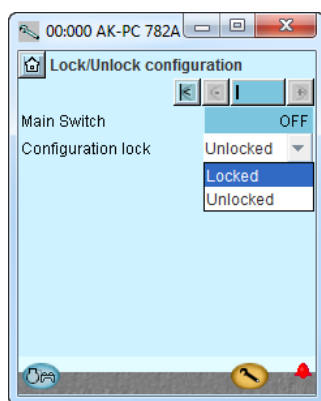 00:000 AK-PC 782A
Lock/Unlock configuration
Main Switch OFF
Configuration lock Unlocked
Locked
Unlocked